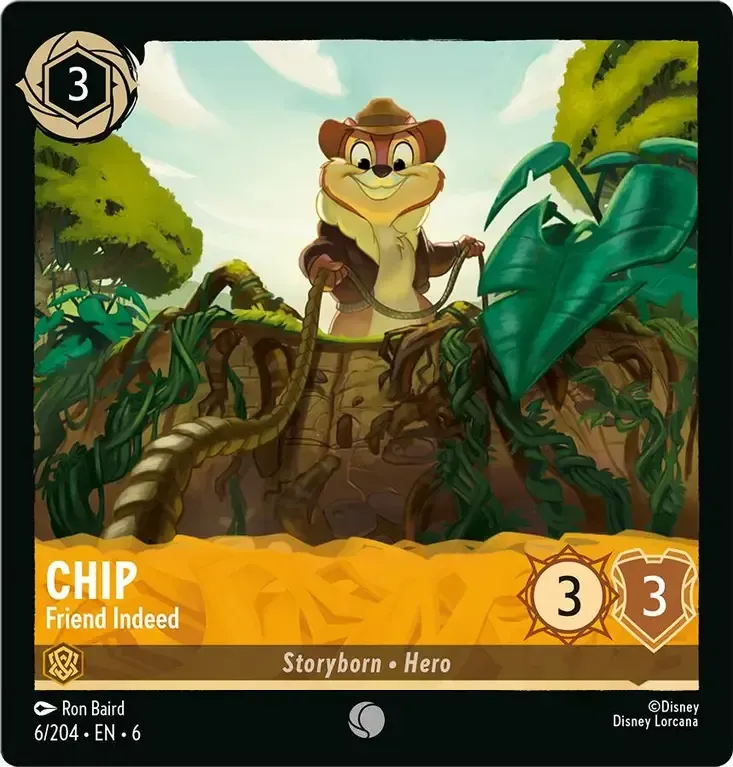 3
CHIP
Friend Indeed
3
3
Storyborn • Hero
Ron Baird
6/204 • EN • 6
©Disney
Disney Lorcana